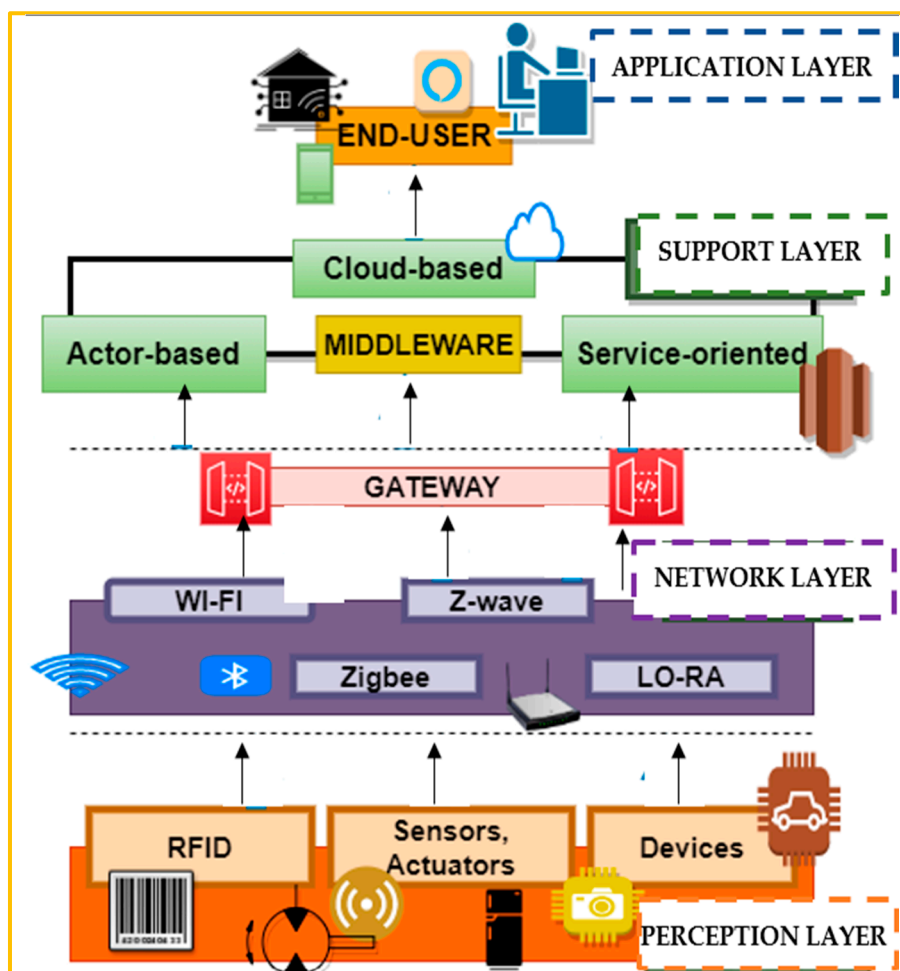 APPLICATION LAYER
END-USER
SUPPORT LAYER
Cloud-based
Actor-based
MIDDLEWARE
Service-oriented
</>
GATEWAY
</>
NETWORK LAYER
WI-FI
Z-wave
Zigbee
LO-RA
RFID
Sensors,
Actuators
Devices
PERCEPTION LAYER